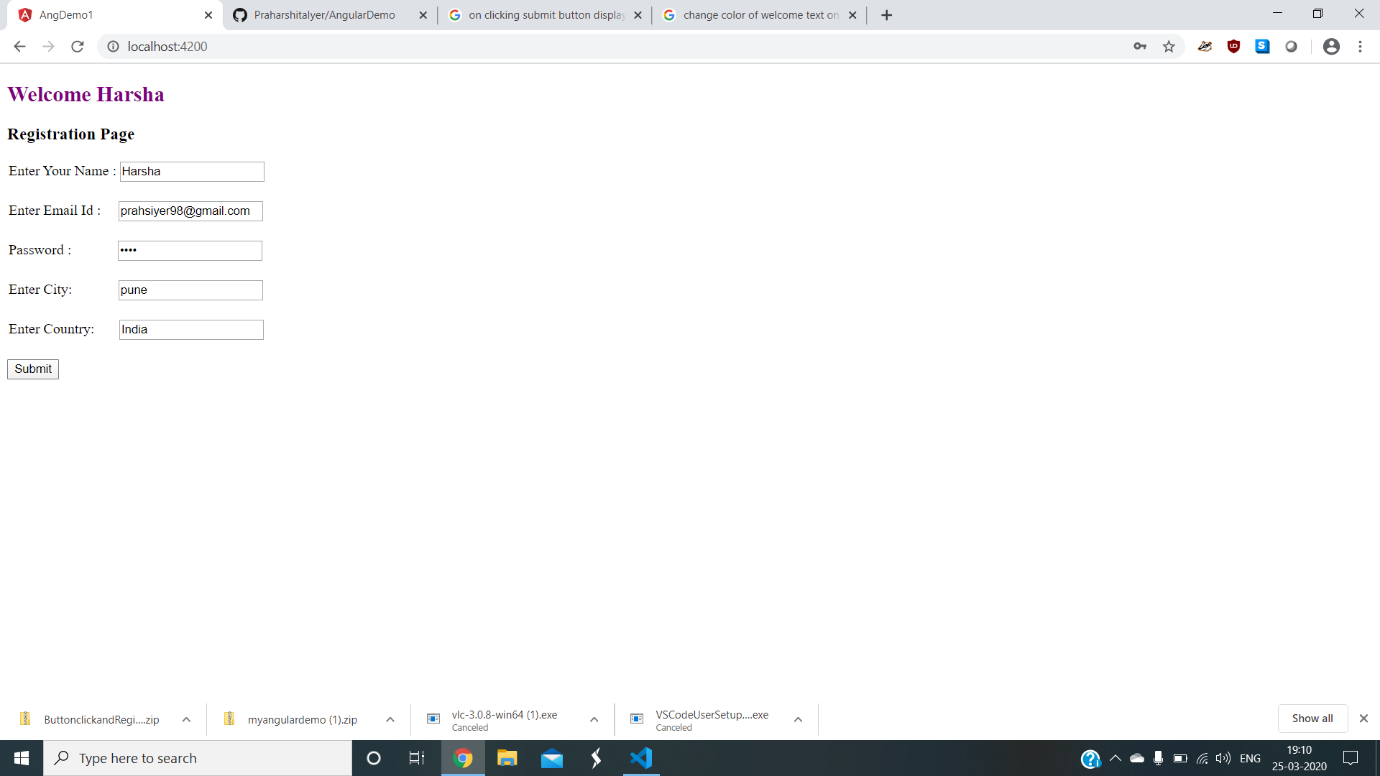 AngDemo1
PraharshitaIyer/AngularDemo
on clicking submit button display
change color of welcome text on
localhost:4200
Welcome Harsha
Registration Page
Enter Your Name : Harsha
Enter Email Id : prahsiyer98@gmail.com
Password : ••••
Enter City: pune
Enter Country: India
Submit
ButtonclickandRegi....zip
myangulardemo (1).zip
vlc-3.0.8-win64 (1).exe
Canceled
VSCodeUserSetup....exe
Canceled
Show all
Type here to search
ENG
19:10
25-03-2020